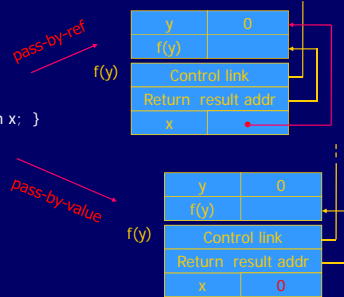 pass-by-ref
y 0
f(y)
f(y)
Control link
Return result addr
x
x; }
pass-by-value
y 0
f(y)
f(y)
Control link
Return result addr
x 0